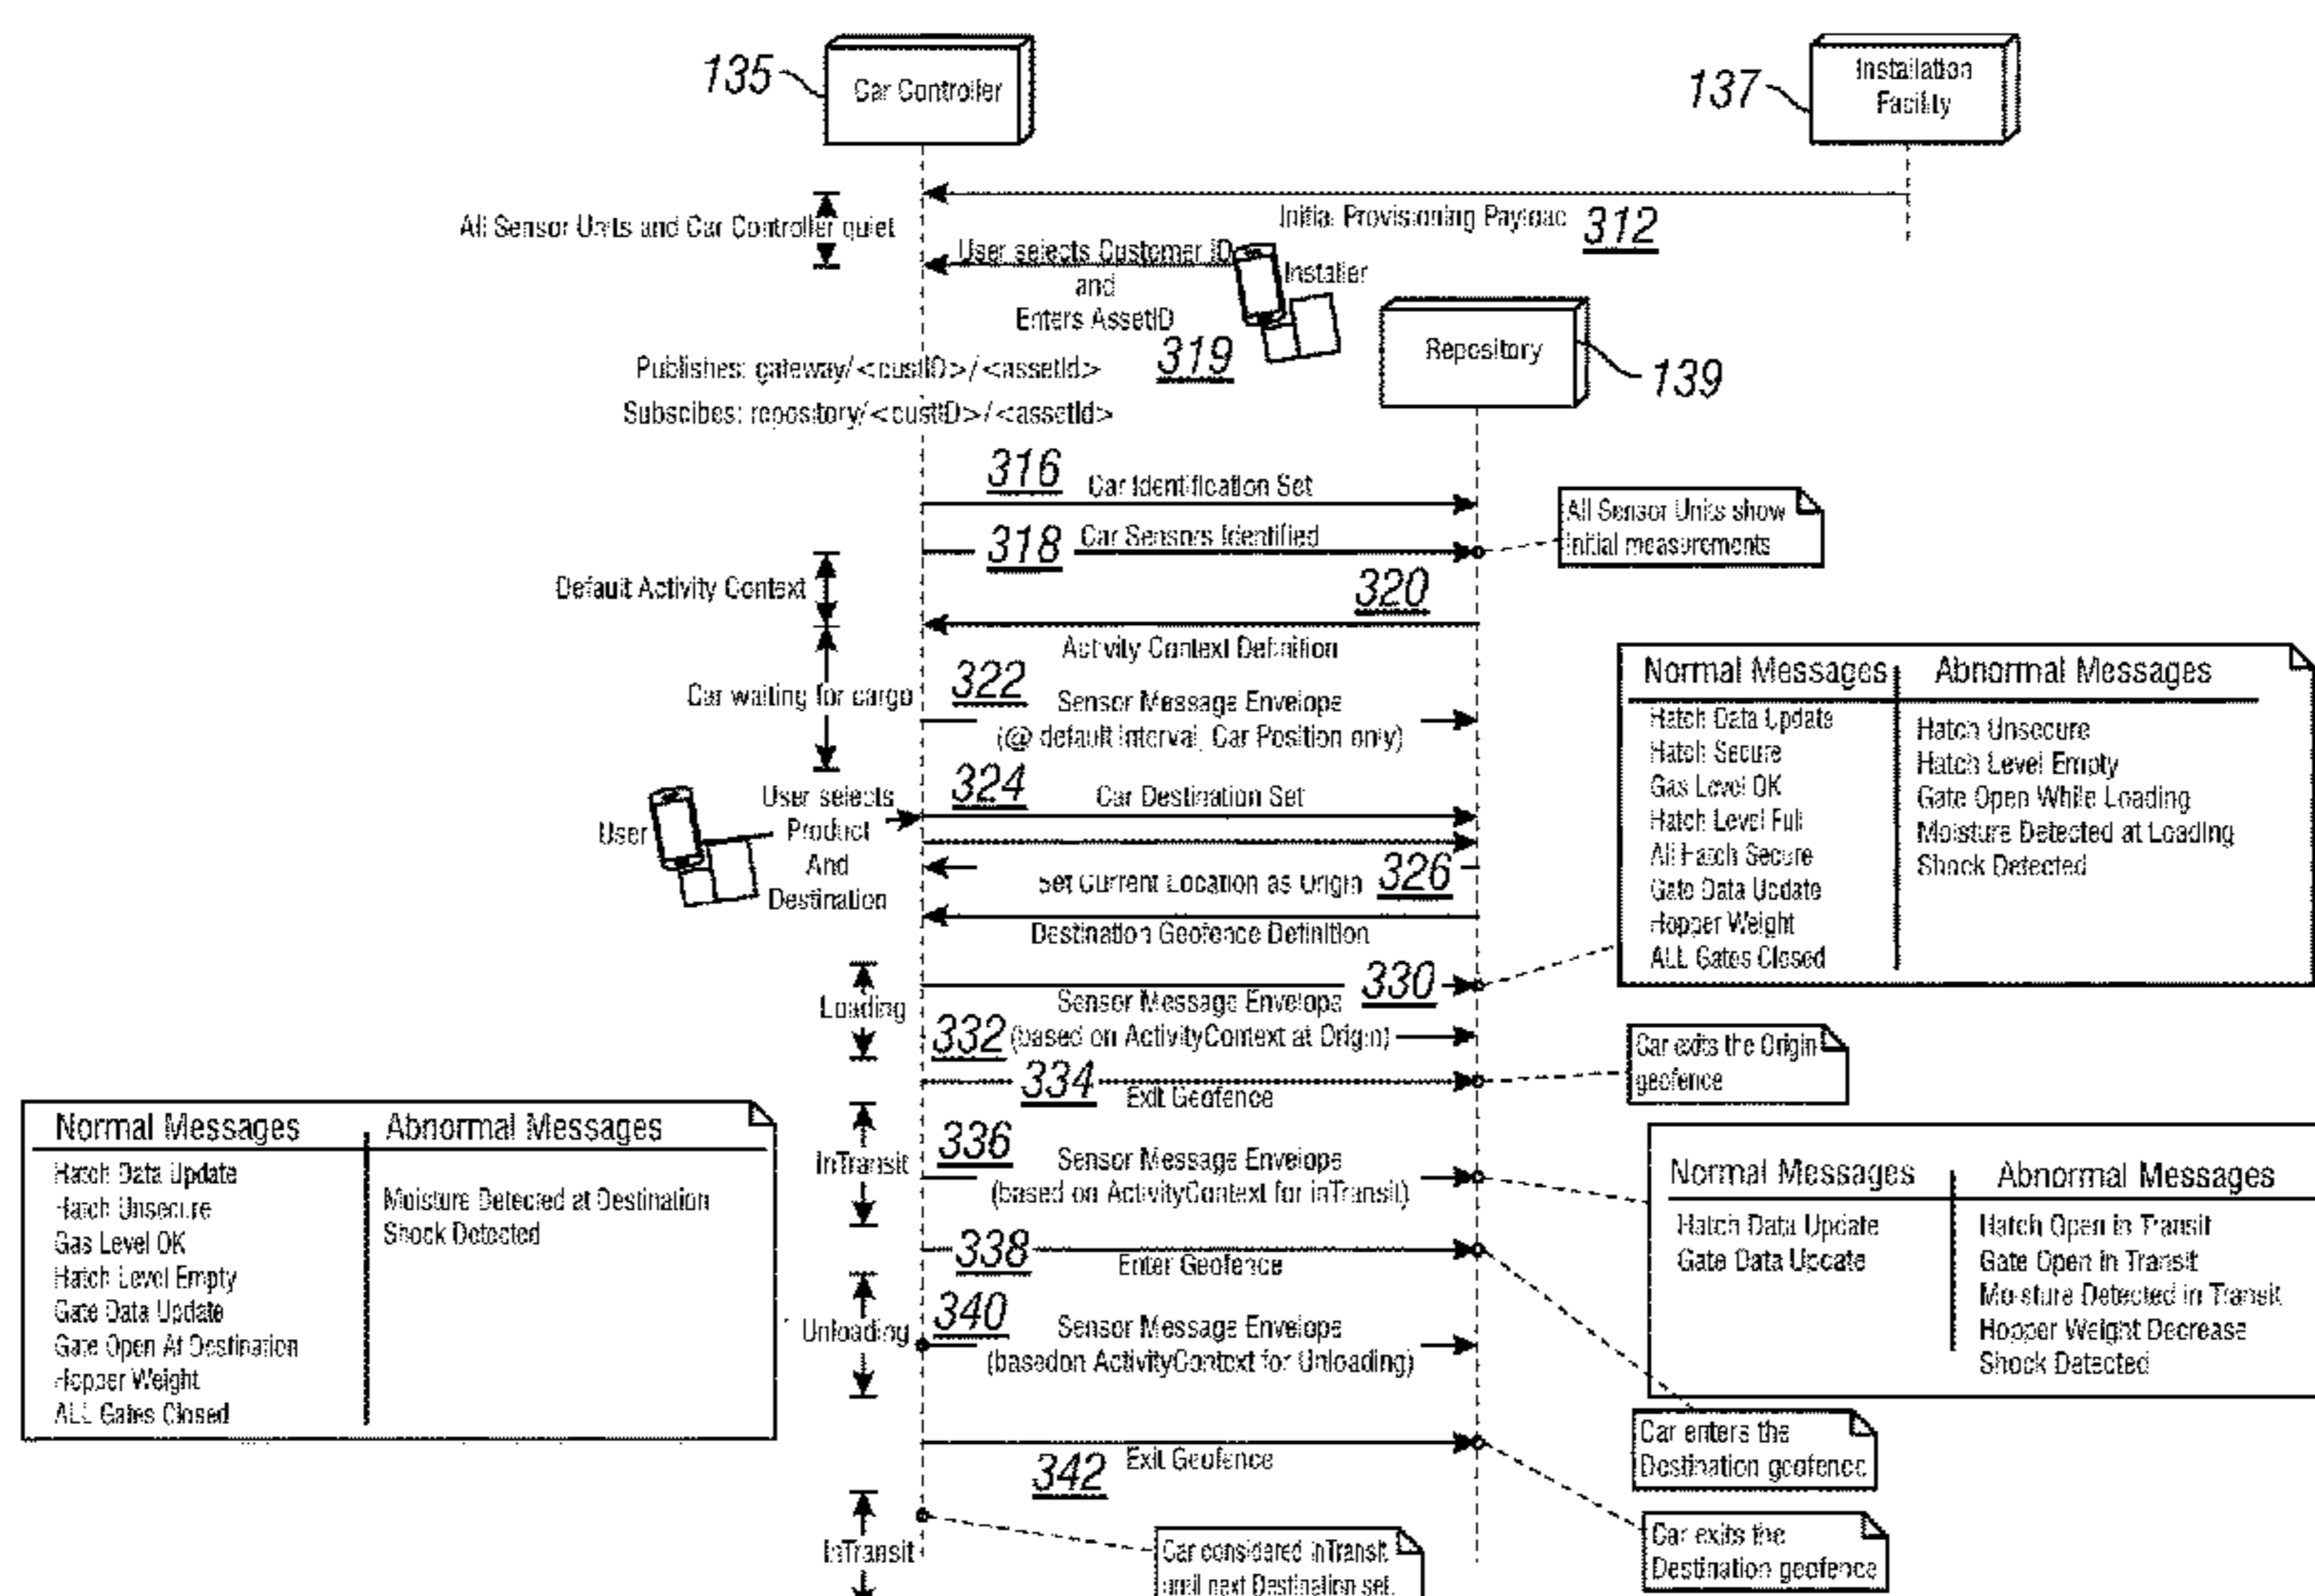 135
Car Controller
137
Installation
Facility
All Sensor Units and Car Controller quiet
Initial Provisioning Payload 312
User selects Customer ID
and
Enters AssetID
Installer
319
Repository
139
Publishes: gateway/<custID>/<assetId>
Subscibes: repository/<custID>/<assetId>
316 Car Identification Set
318 Car Sensors Identified
All Sensor Units show
initial measurements
Default Activity Context
320
Activity Context Definition
Car waiting for cargo
322 Sensor Message Envelope
(@ default interval, Car Position only)
User
User selects
Product
And
Destination
324 Car Destination Set
Set Current Location as Origin 326
Destination Geofence Definition
Normal Messages
Hatch Data Update
Hatch Secure
Gas Level OK
Hatch Level Full
All Hatch Secure
Gate Data Update
Hopper Weight
ALL Gates Closed
Abnormal Messages
Hatch Unsecure
Hatch Level Empty
Gate Open While Loading
Moisture Detected at Loading
Shock Detected
Loading
330
Sensor Message Envelope
332 (based on ActivityContext at Origin)
334
Exit Geofence
Car exits the Origin
geofence
Normal Messages
Hatch Data Update
Hatch Unsecure
Gas Level OK
Hatch Level Empty
Gate Data Update
Gate Open At Destination
Hopper Weight
ALL Gates Closed
Abnormal Messages
Moisture Detected at Destination
Shock Detected
InTransit
336 Sensor Message Envelope
(based on ActivityContext for inTransit)
Normal Messages
Hatch Data Update
Gate Data Update
Abnormal Messages
Hatch Open in Transit
Gate Open in Transit
Moisture Detected in Transit
Hopper Weight Decrease
Shock Detected
338
Enter Geofence
Unloading
340 Sensor Message Envelope
(basedon ActivityContext for Unloading)
Car enters the
Destination geofence
342 Exit Geofence
Car exits the
Destination geofence
InTransit
Car considered inTransit
until next Destination set.